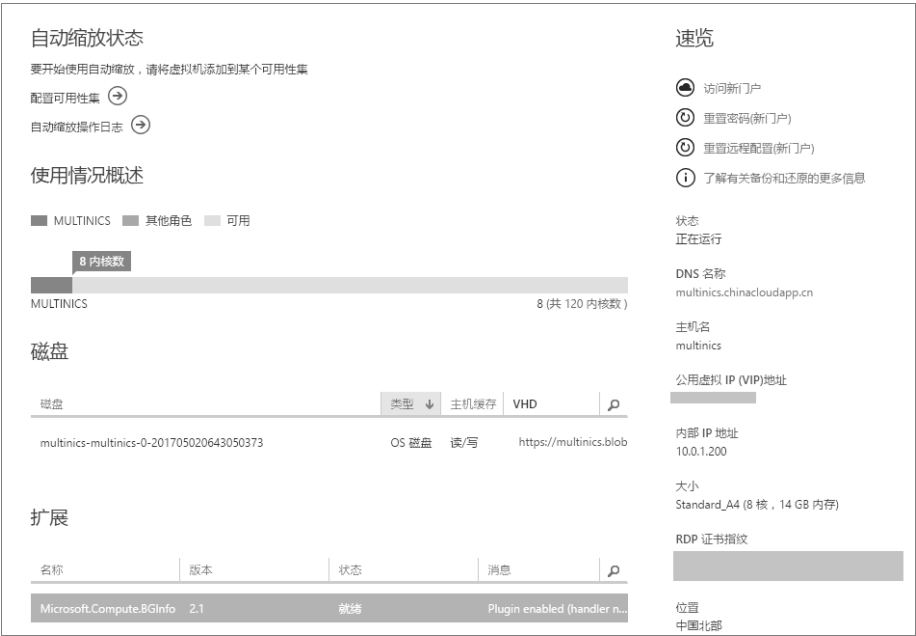 自动缩放状态
要开始使用自动缩放，请将虚拟机添加到某个可用性集
配置可用性集
自动缩放操作日志
使用情况概述
MULTINICS 其他角色 可用
8 内核数
MULTINICS 8 (共 120 内核数)
磁盘
磁盘 类型 主机缓存 VHD
multinics-multinics-0-201705020643050373 OS 磁盘 读/写 https://multinics.blob
扩展
名称 版本 状态 消息
Microsoft.Compute.BGInfo 2.1 就绪 Plugin enabled (handler n...
速览
访问新门户
重置密码(新门户)
重置远程配置(新门户)
了解有关备份和还原的更多信息
状态
正在运行
DNS 名称
multinics.chinacloudapp.cn
主机名
multinics
公用虚拟 IP (VIP)地址
内部 IP 地址
10.0.1.200
大小
Standard_A4 (8 核，14 GB 内存)
RDP 证书指纹
位置
中国北部